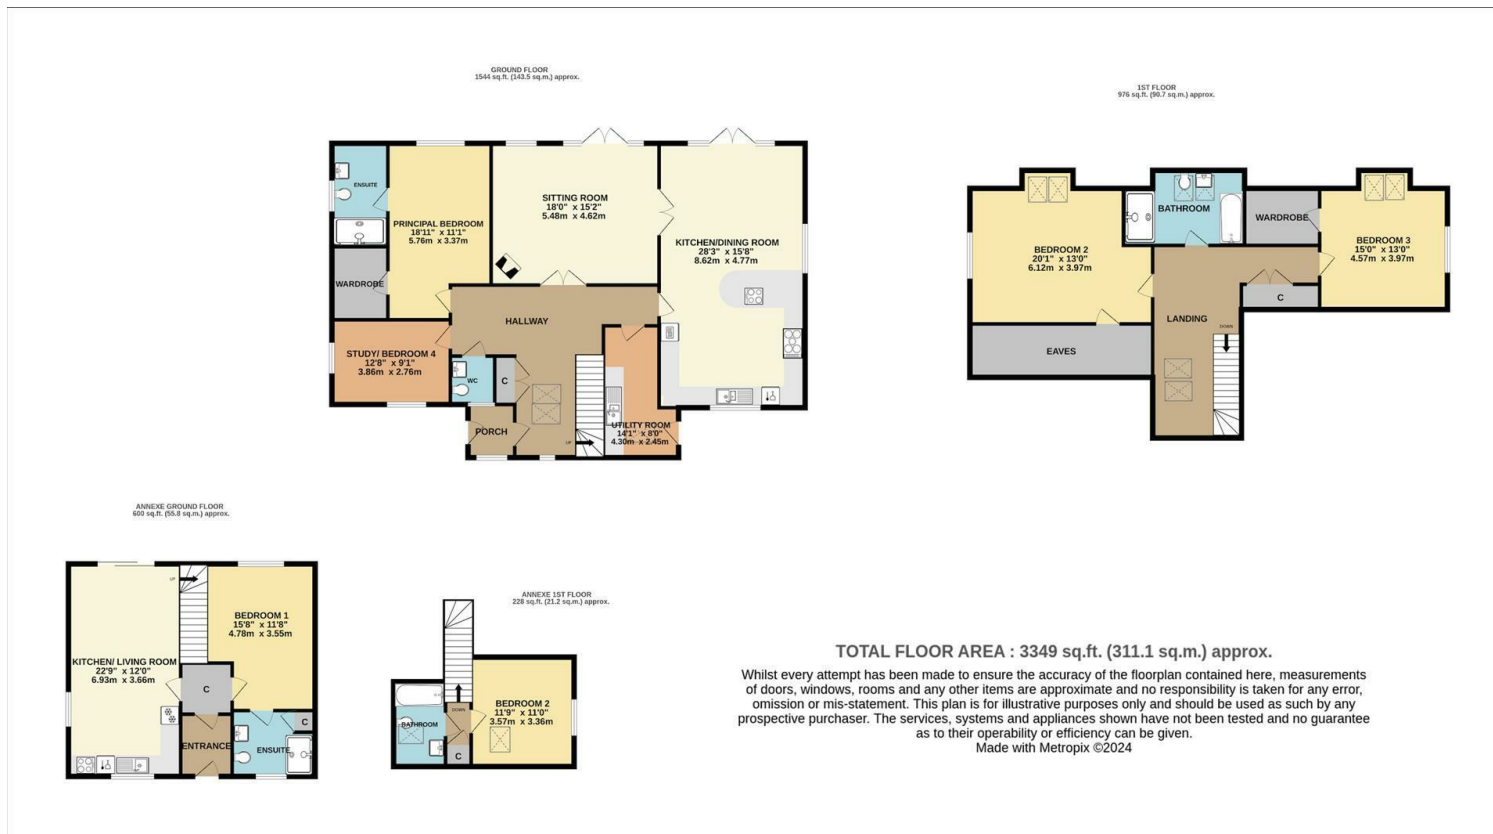 GROUND FLOOR
1544 sq.ft. (143.5 sq.m.) approx.
ENSUITE
PRINCIPAL BEDROOM
18'11" x 11'1"
5.76m x 3.37m
SITTING ROOM
18'0" x 15'2"
5.48m x 4.62m
KITCHEN/DINING ROOM
28'3" x 15'8"
8.62m x 4.77m
WARDROBE
HALLWAY
STUDY/ BEDROOM 4
12'8" x 9'1"
3.86m x 2.76m
WC
C
PORCH
UP
UTILITY ROOM
14'1" x 8'0"
4.30m x 2.45m
1ST FLOOR
976 sq.ft. (90.7 sq.m.) approx.
BATHROOM
WARDROBE
BEDROOM 2
20'1" x 13'0"
6.12m x 3.97m
BEDROOM 3
15'0" x 13'0"
4.57m x 3.97m
C
LANDING
DOWN
EAVES
ANNEXE GROUND FLOOR
600 sq.ft. (55.8 sq.m.) approx.
UP
BEDROOM 1
15'8" x 11'8"
4.78m x 3.55m
KITCHEN/ LIVING ROOM
22'9" x 12'0"
6.93m x 3.66m
C
C
ENTRANCE
ENSUITE
ANNEXE 1ST FLOOR
228 sq.ft. (21.2 sq.m.) approx.
BEDROOM 2
11'9" x 11'0"
3.57m x 3.36m
DOWN
BATHROOM
C
TOTAL FLOOR AREA : 3349 sq.ft. (311.1 sq.m.) approx.
Whilst every attempt has been made to ensure the accuracy of the floorplan contained here, measurements
of doors, windows, rooms and any other items are approximate and no responsibility is taken for any error,
omission or mis-statement. This plan is for illustrative purposes only and should be used as such by any
prospective purchaser. The services, systems and appliances shown have not been tested and no guarantee
as to their operability or efficiency can be given.
Made with Metropix ©2024